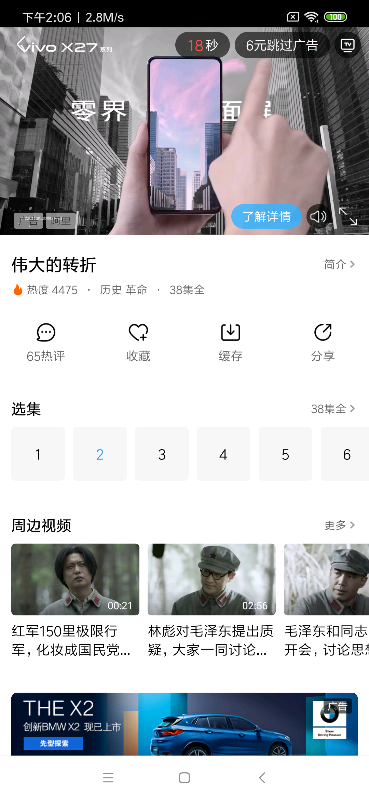 下午2:06 | 2.8M/s
100
vivo X27 系列
18秒
6元跳过广告
TV
零界
面屏
了解详情
广告
伟大的转折
简介 >
热度 4475 · 历史 革命 · 38集全
65热评
收藏
缓存
分享
选集
38集全 >
1 2 3 4 5 6
周边视频
更多 >
00:21
02:56
红军150里极限行
军，化妆成国民党...
林彪对毛泽东提出质
疑，大家一同讨论...
毛泽东和同志
开会，讨论思想
THE X2
创新BMW X2 现已上市
先型探索
广告